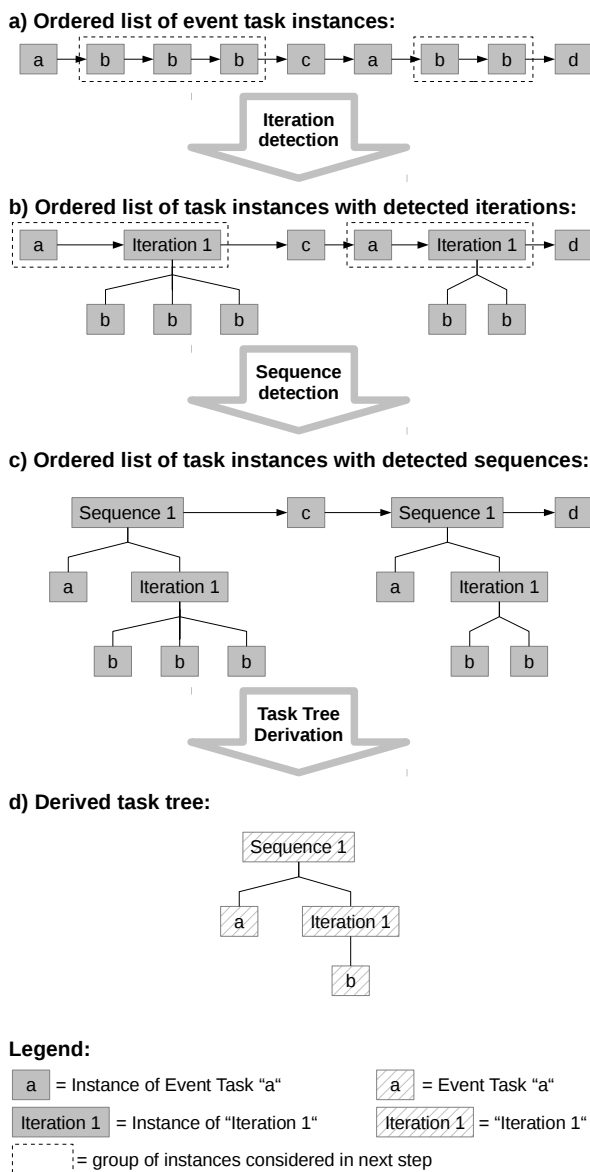 a) Ordered list of event task instances:
a b b b c a b b d
Iteration
detection
b) Ordered list of task instances with detected iterations:
a Iteration 1 c a Iteration 1 d
b b b b b
Sequence
detection
c) Ordered list of task instances with detected sequences:
Sequence 1 c Sequence 1 d
a Iteration 1 a Iteration 1
b b b b b
Task Tree
Derivation
d) Derived task tree:
Sequence 1
a Iteration 1
b
Legend:
a = Instance of Event Task “a“ a = Event Task “a“
Iteration 1 = Instance of “Iteration 1“ Iteration 1 = “Iteration 1“
= group of instances considered in next step